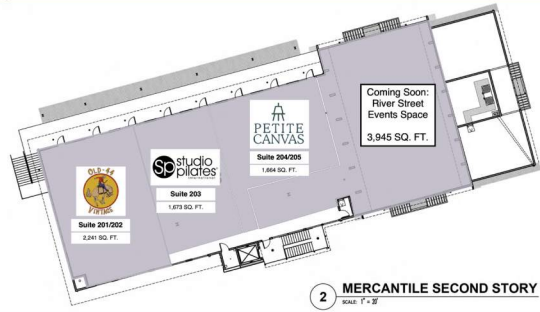 Coming Soon:
River Street
Events Space
3,945 SQ. FT.
PETITE
CANVAS
Suite 204/205
1,664 SQ. FT.
Sp studio
pilates
international
Suite 203
1,673 SQ. FT.
OLD-44
VINTAGE
Suite 201/202
2,241 SQ. FT.
2 MERCANTILE SECOND STORY
SCALE: 1" = 20'